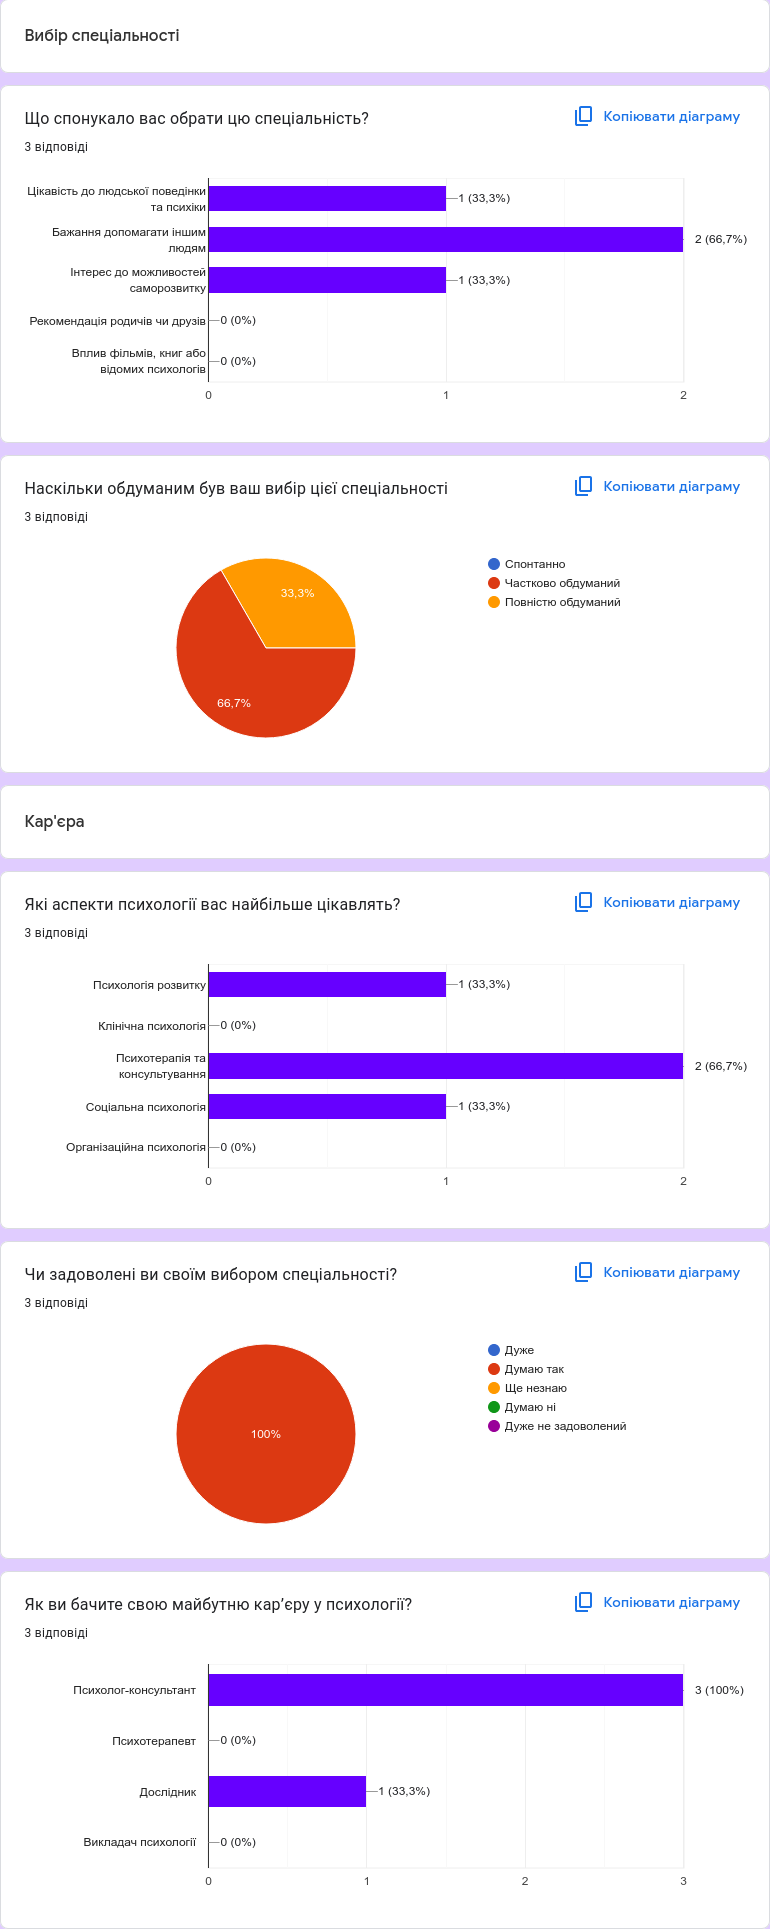 Вибір спеціальності
Що спонукало вас обрати цю спеціальність?
Копіювати діаграму
3 відповіді
Цікавість до людської поведінки
та психіки
1 (33,3%)
Бажання допомагати іншим
людям
2 (66,7%)
Інтерес до можливостей
саморозвитку
1 (33,3%)
Рекомендація родичів чи друзів
0 (0%)
Вплив фільмів, книг або
відомих психологів
0 (0%)
0 1 2
Наскільки обдуманим був ваш вибір цієї спеціальності
Копіювати діаграму
3 відповіді
33,3%
66,7%
Спонтанно
Частково обдуманий
Повністю обдуманий
Кар'єра
Які аспекти психології вас найбільше цікавлять?
Копіювати діаграму
3 відповіді
Психологія розвитку
1 (33,3%)
Клінічна психологія
0 (0%)
Психотерапія та
консультування
2 (66,7%)
Соціальна психологія
1 (33,3%)
Організаційна психологія
0 (0%)
0 1 2
Чи задоволені ви своїм вибором спеціальності?
Копіювати діаграму
3 відповіді
100%
Дуже
Думаю так
Ще незнаю
Думаю ні
Дуже не задоволений
Як ви бачите свою майбутню кар’єру у психології?
Копіювати діаграму
3 відповіді
Психолог-консультант
3 (100%)
Психотерапевт
0 (0%)
Дослідник
1 (33,3%)
Викладач психології
0 (0%)
0 1 2 3